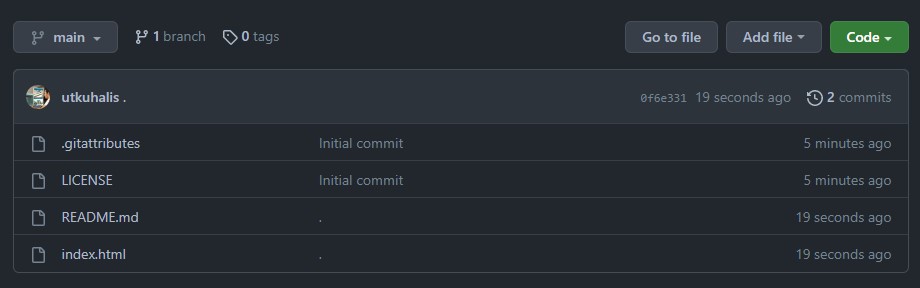 main 1 branch 0 tags Go to file Add file Code
utkuhalis . 0f6e331 19 seconds ago 2 commits
.gitattributes Initial commit 5 minutes ago
LICENSE Initial commit 5 minutes ago
README.md . 19 seconds ago
index.html . 19 seconds ago